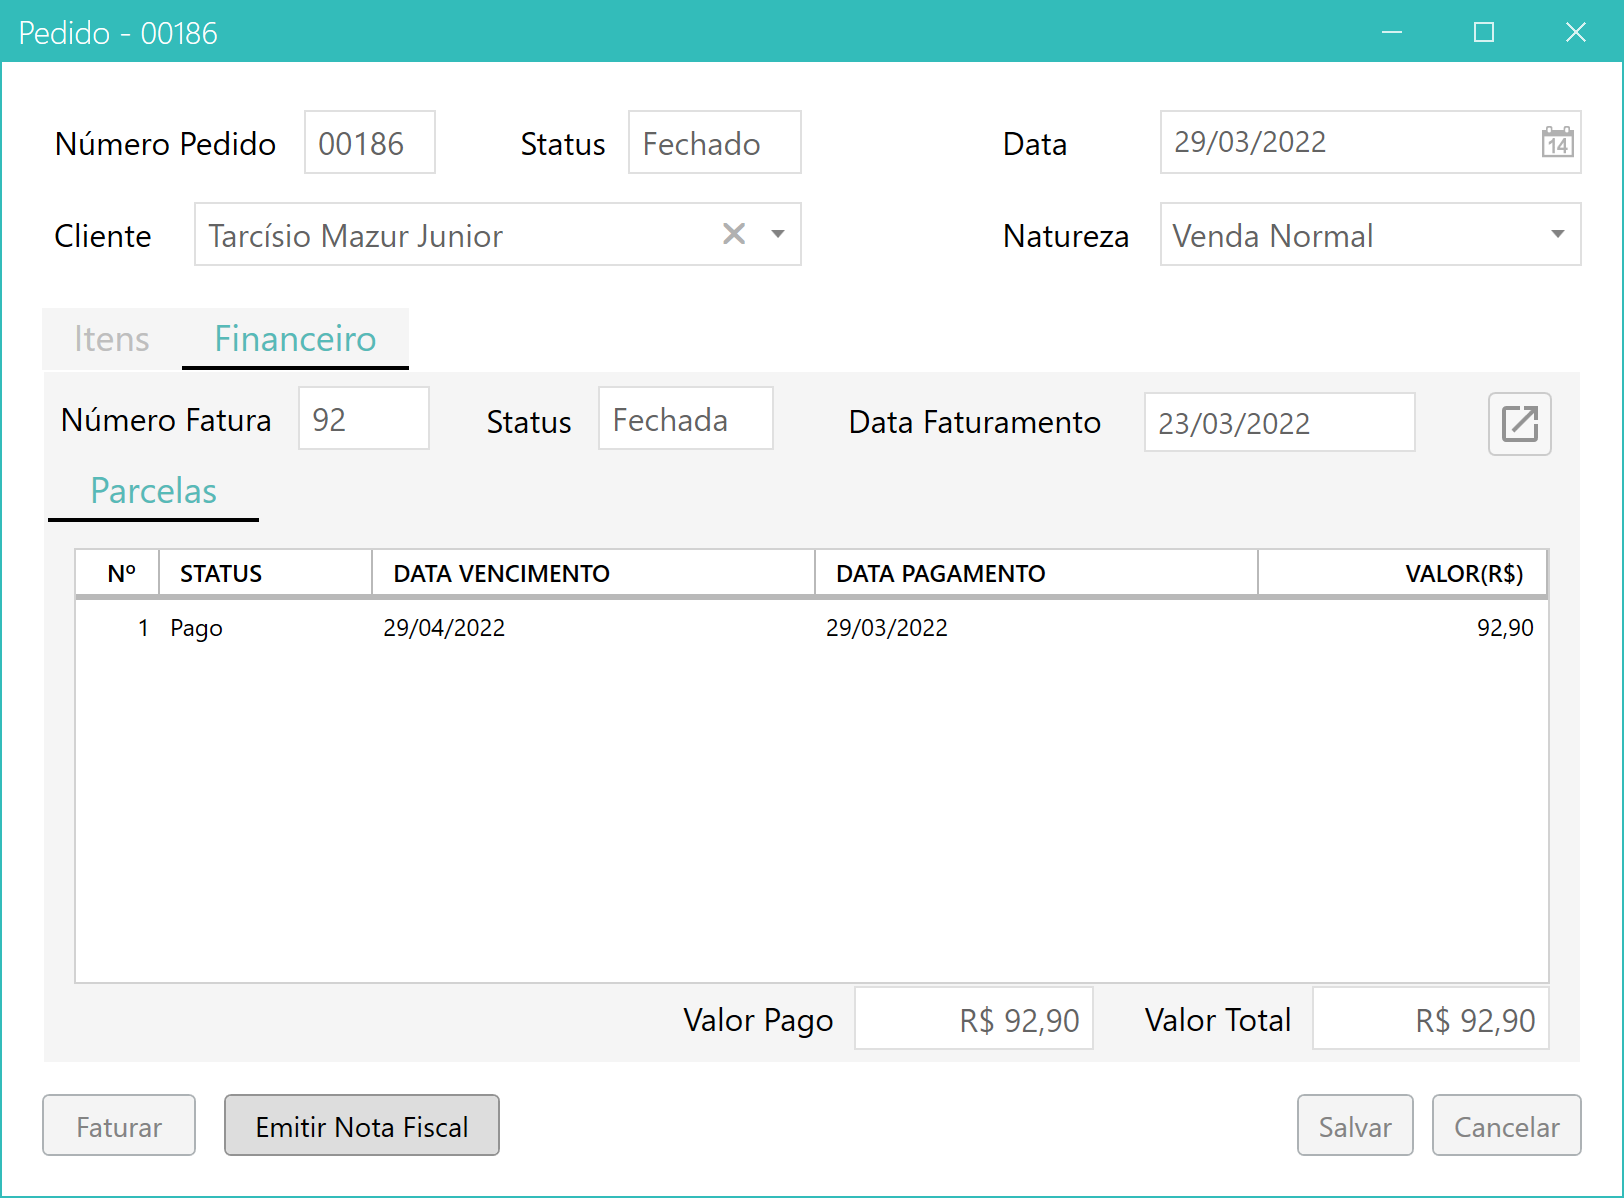 Pedido - 00186
Número Pedido 00186 Status Fechado Data 29/03/2022 14
Cliente Tarcísio Mazur Junior Natureza Venda Normal
Itens Financeiro
Número Fatura 92 Status Fechada Data Faturamento 23/03/2022
Parcelas
Nº STATUS DATA VENCIMENTO DATA PAGAMENTO VALOR(R$)
1 Pago 29/04/2022 29/03/2022 92,90
Valor Pago R$ 92,90 Valor Total R$ 92,90
Faturar Emitir Nota Fiscal Salvar Cancelar